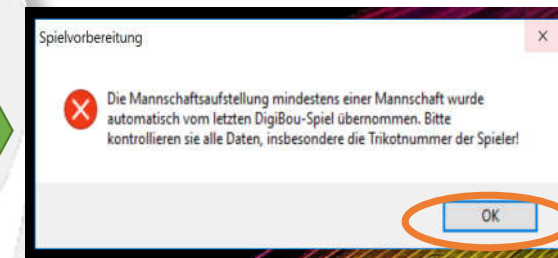 Spielvorbereitung
Die Mannschaftsaufstellung mindestens einer Mannschaft wurde
automatisch vom letzten DigiBou-Spiel übernommen. Bitte
kontrollieren sie alle Daten, insbesondere die Trikotnummer der Spieler!
OK